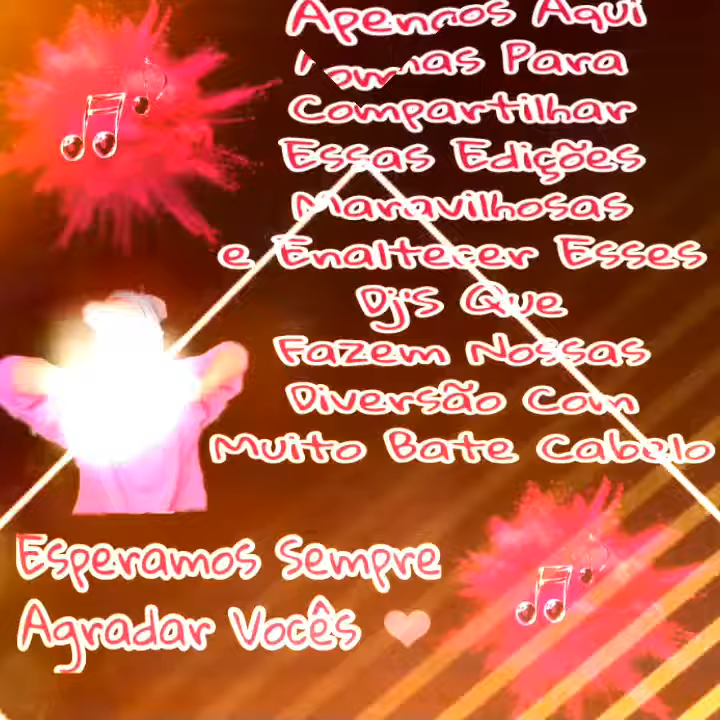 Aqui
Para
Compartilhar
Essas Edições
Maravilhosas
e Enaltecer Esses
Dj'S Que
Fazem Nossas
Diversão Com
Muito Bate Cabelo
Esperamos Sempre
Agradar Vocês